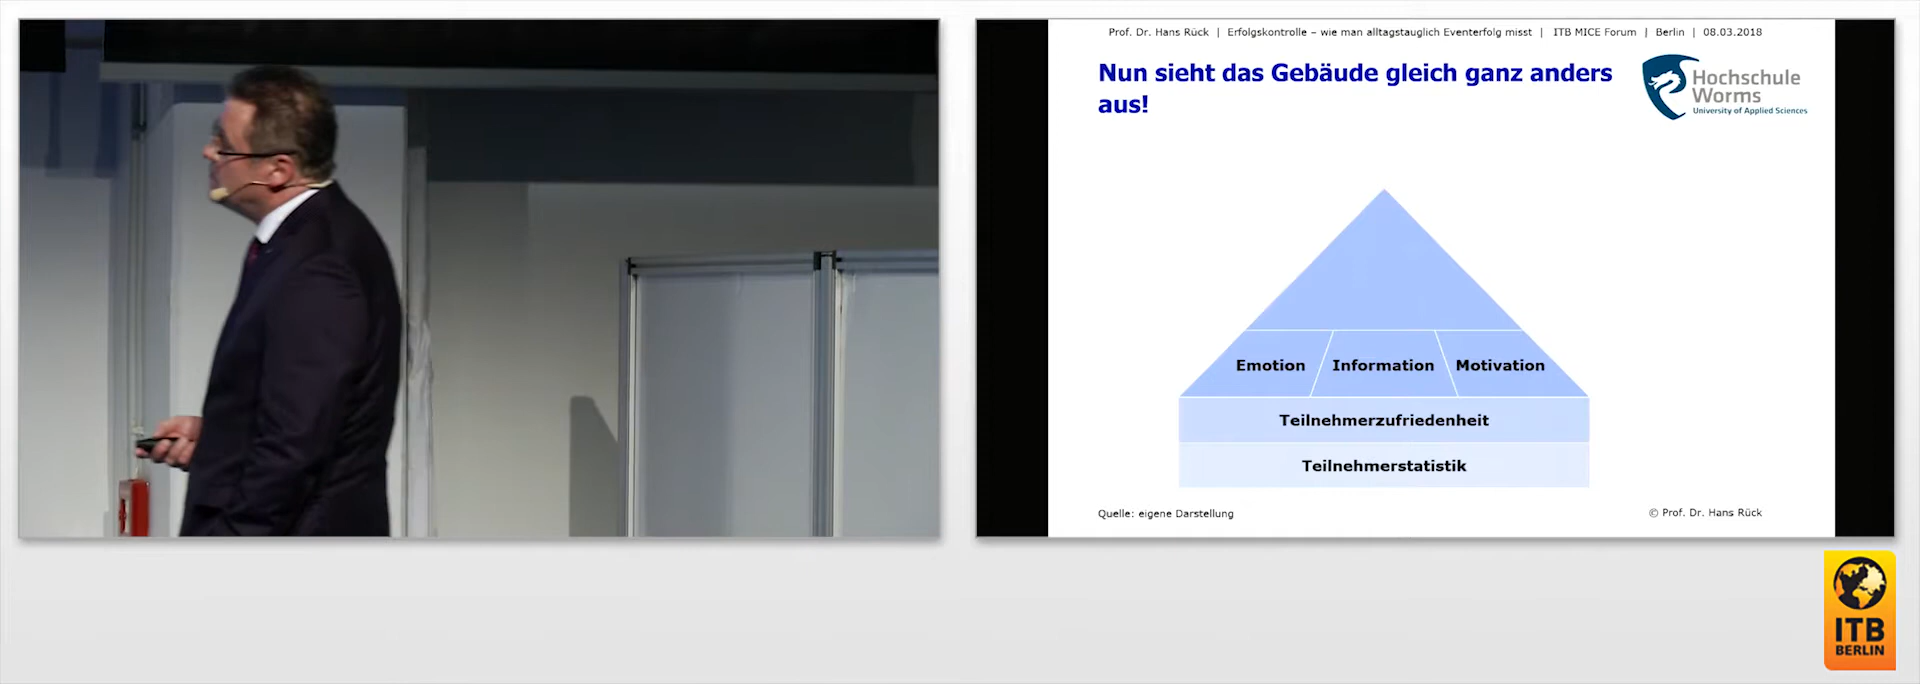 Prof. Dr. Hans Rück | Erfolgskontrolle – wie man alltagstauglich Eventerfolg misst | ITB MICE Forum | Berlin | 08.03.2018
Nun sieht das Gebäude gleich ganz anders
aus!
Hochschule
Worms
University of Applied Sciences
Emotion Information Motivation
Teilnehmerzufriedenheit
Teilnehmerstatistik
Quelle: eigene Darstellung
© Prof. Dr. Hans Rück
ITB
BERLIN